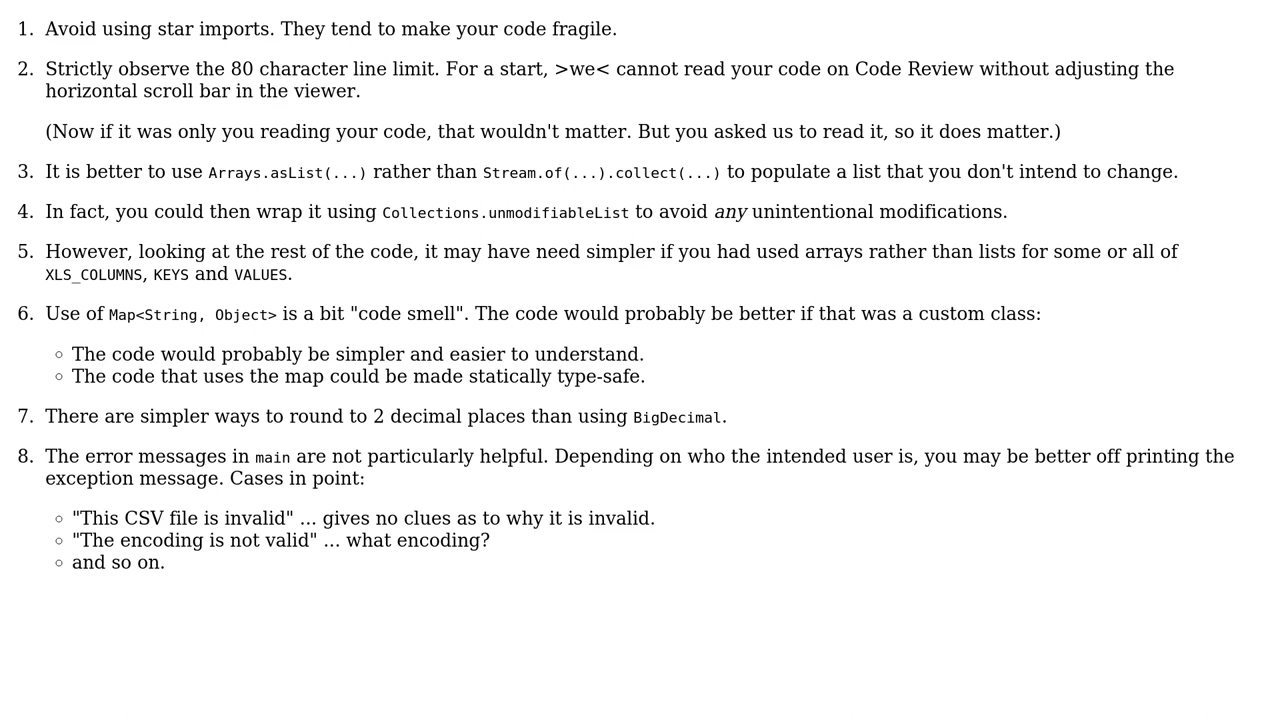 1. Avoid using star imports. They tend to make your code fragile.
2. Strictly observe the 80 character line limit. For a start, >we< cannot read your code on Code Review without adjusting the
horizontal scroll bar in the viewer.
(Now if it was only you reading your code, that wouldn't matter. But you asked us to read it, so it does matter.)
3. It is better to use Arrays.asList(...) rather than Stream.of(...).collect(...) to populate a list that you don't intend to change.
4. In fact, you could then wrap it using Collections.unmodifiableList to avoid any unintentional modifications.
5. However, looking at the rest of the code, it may have need simpler if you had used arrays rather than lists for some or all of
XLS_COLUMNS, KEYS and VALUES.
6. Use of Map<String, Object> is a bit "code smell". The code would probably be better if that was a custom class:
◦ The code would probably be simpler and easier to understand.
◦ The code that uses the map could be made statically type-safe.
7. There are simpler ways to round to 2 decimal places than using BigDecimal.
8. The error messages in main are not particularly helpful. Depending on who the intended user is, you may be better off printing the
exception message. Cases in point:
◦ "This CSV file is invalid" ... gives no clues as to why it is invalid.
◦ "The encoding is not valid" ... what encoding?
◦ and so on.